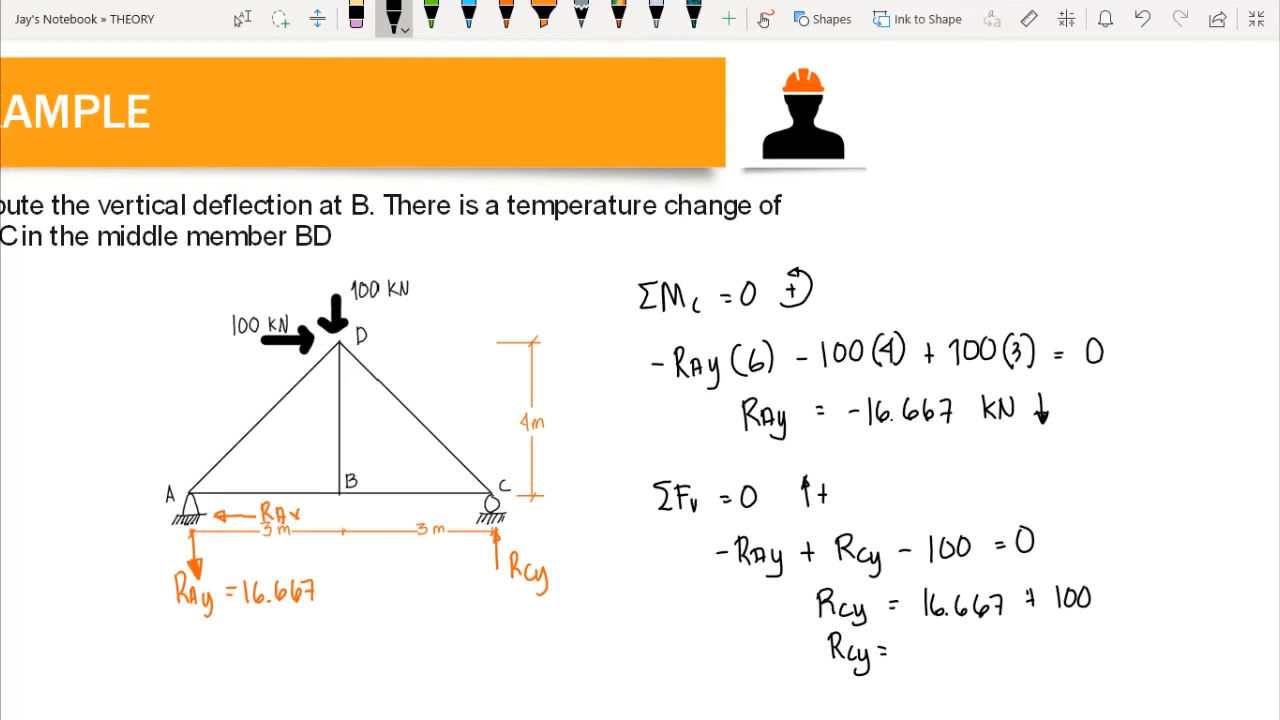 Jay's Notebook » THEORY
Shapes
Ink to Shape
AMPLE
ute the vertical deflection at B. There is a temperature change of
C in the middle member BD
100 KN
100 KN
D
4m
A
B
C
RAx
3 m
3 m
RAy = 16.667
RCy
ΣMC = 0 +
-RAy(6) - 100(4) + 100(3) = 0
RAy = -16.667 KN ↓
ΣFV = 0 ↑+
-RAy + RCy - 100 = 0
RCy = 16.667 + 100
RCy =